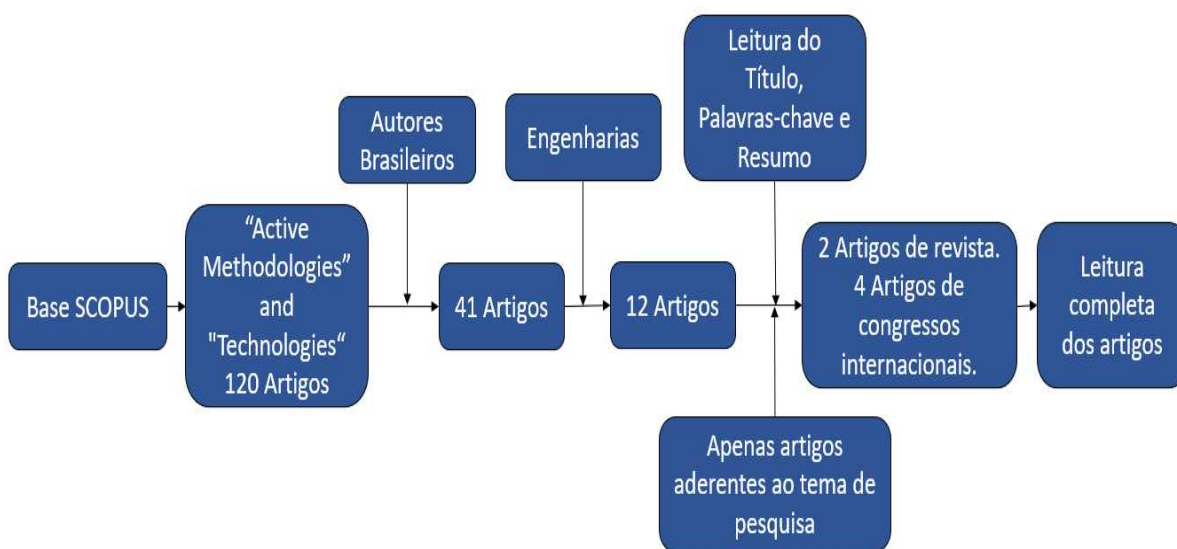 Base SCOPUS
“Active
Methodologies”
and
"Technologies“
120 Artigos
Autores
Brasileiros
41 Artigos
Engenharias
12 Artigos
Leitura do
Título,
Palavras-chave e
Resumo
Apenas artigos
aderentes ao tema de
pesquisa
2 Artigos de revista.
4 Artigos de
congressos
internacionais.
Leitura
completa
dos artigos